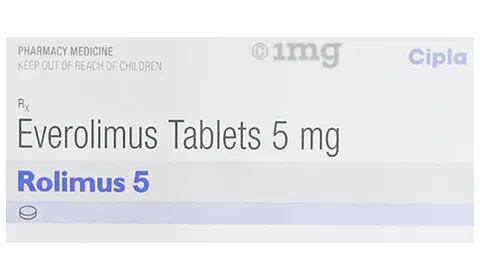 PHARMACY MEDICINE
KEEP OUT OF REACH OF CHILDREN
©1mg
Cipla
Rx
Everolimus Tablets 5 mg
Rolimus 5